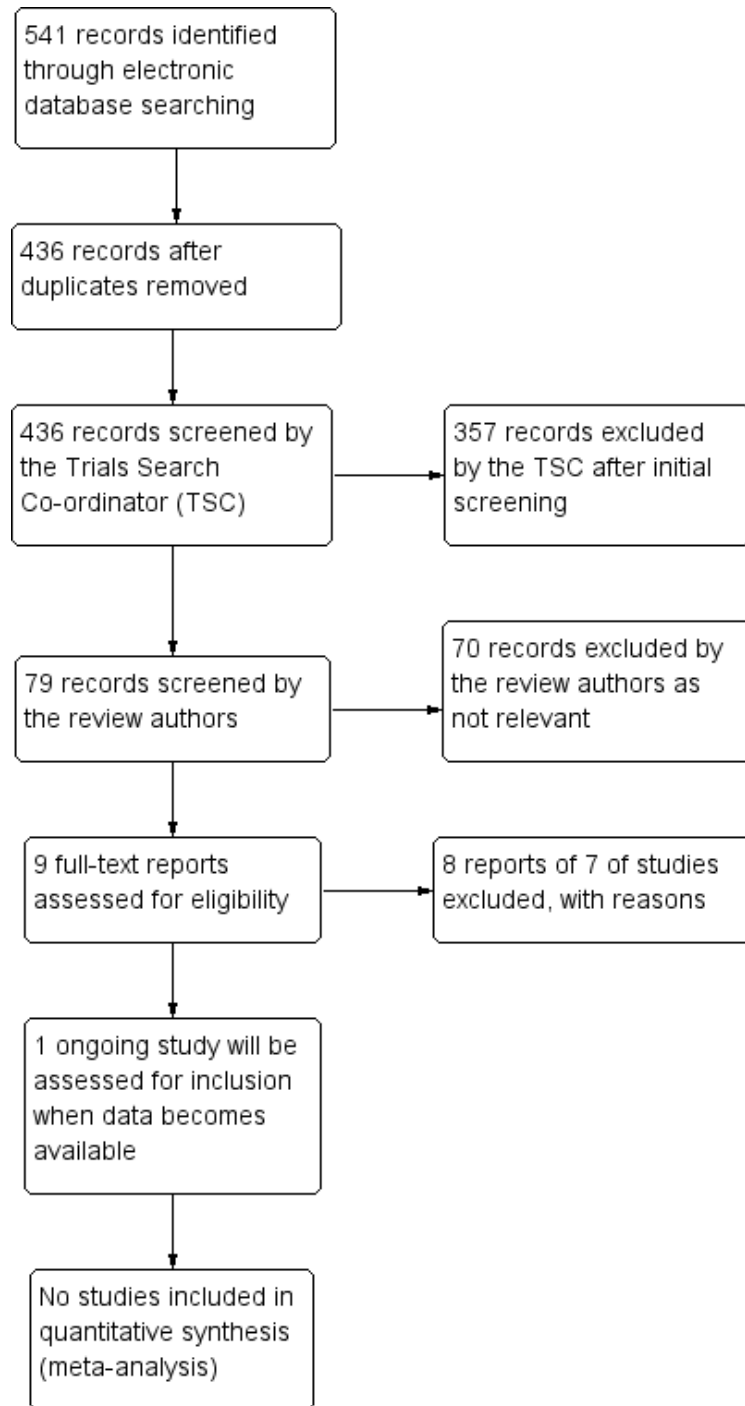 541 records identified
through electronic
database searching
436 records after
duplicates removed
436 records screened by
the Trials Search
Co-ordinator (TSC)
357 records excluded
by the TSC after initial
screening
79 records screened by
the review authors
70 records excluded by
the review authors as
not relevant
9 full-text reports
assessed for eligibility
8 reports of 7 of studies
excluded, with reasons
1 ongoing study will be
assessed for inclusion
when data becomes
available
No studies included in
quantitative synthesis
(meta-analysis)